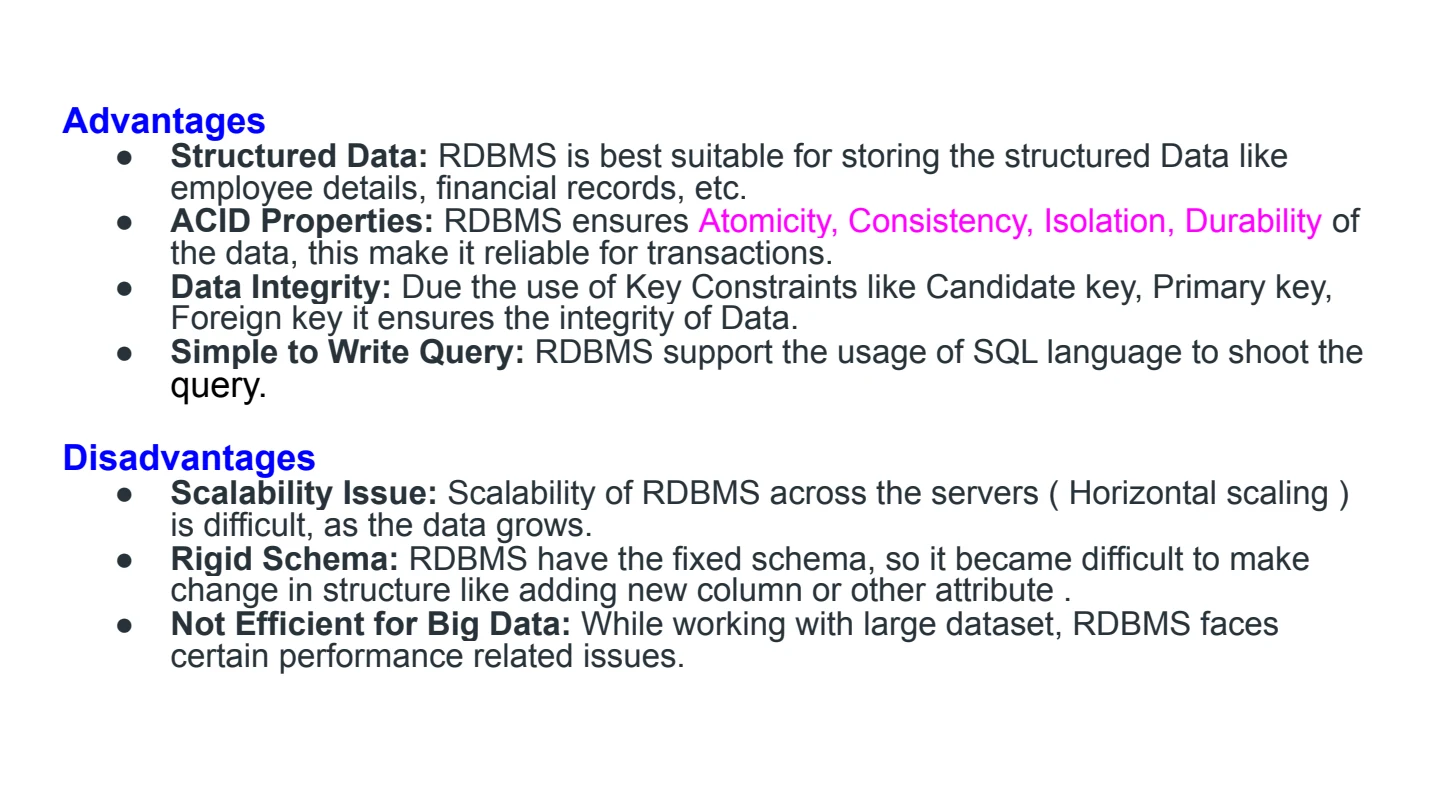 Advantages
● Structured Data: RDBMS is best suitable for storing the structured Data like
employee details, financial records, etc.
● ACID Properties: RDBMS ensures Atomicity, Consistency, Isolation, Durability of
the data, this make it reliable for transactions.
● Data Integrity: Due the use of Key Constraints like Candidate key, Primary key,
Foreign key it ensures the integrity of Data.
● Simple to Write Query: RDBMS support the usage of SQL language to shoot the
query.
Disadvantages
● Scalability Issue: Scalability of RDBMS across the servers ( Horizontal scaling )
is difficult, as the data grows.
● Rigid Schema: RDBMS have the fixed schema, so it became difficult to make
change in structure like adding new column or other attribute .
● Not Efficient for Big Data: While working with large dataset, RDBMS faces
certain performance related issues.